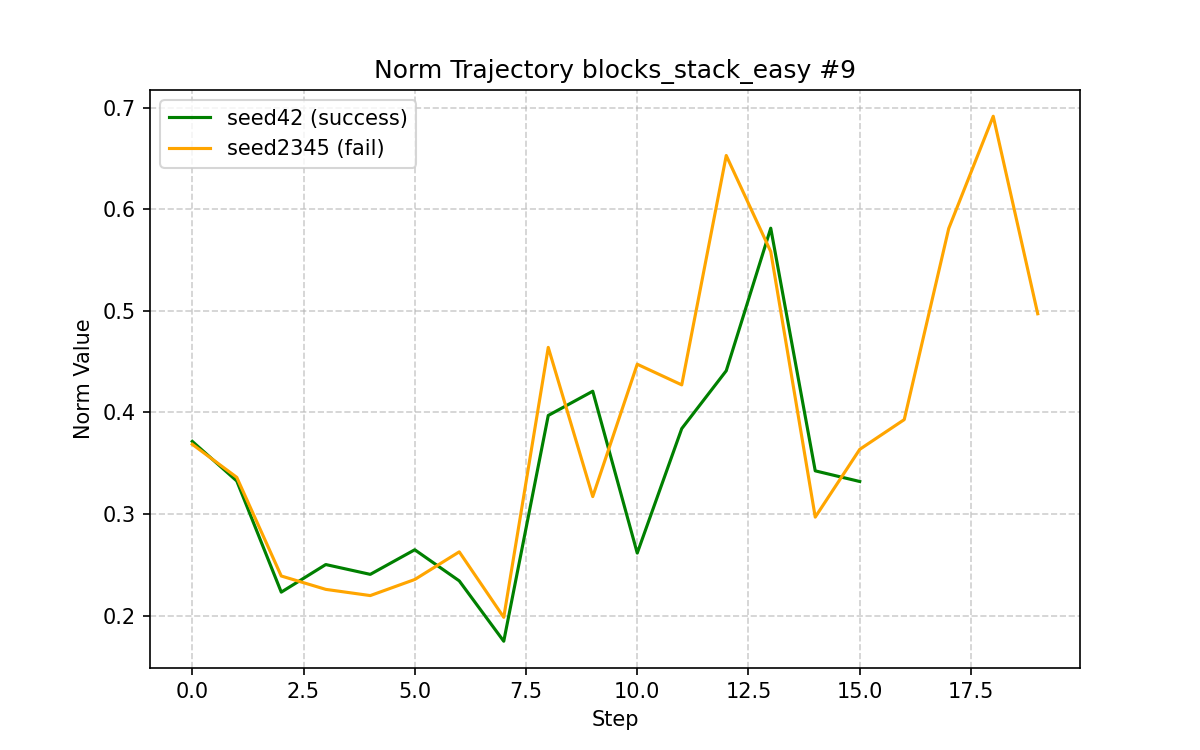 Norm Trajectory blocks_stack_easy #9
seed42 (success)
seed2345 (fail)
Norm Value
0.7
0.6
0.5
0.4
0.3
0.2
0.0 2.5 5.0 7.5 10.0 12.5 15.0 17.5
Step